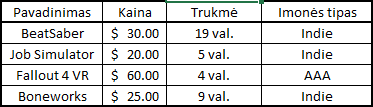 Pavadinimas Kaina Trukmė Imonės tipas
BeatSaber $ 30.00 19 val. Indie
Job Simulator $ 20.00 5 val. Indie
Fallout 4 VR $ 60.00 4 val. AAA
Boneworks $ 25.00 9 val. Indie